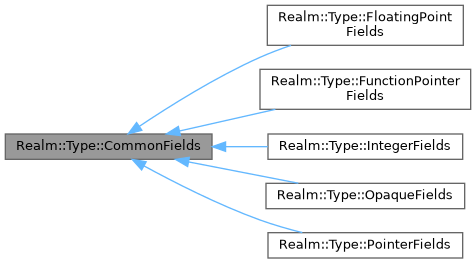 Realm::Type::FloatingPoint
Fields
Realm::Type::FunctionPointer
Fields
Realm::Type::CommonFields
Realm::Type::IntegerFields
Realm::Type::OpaqueFields
Realm::Type::PointerFields